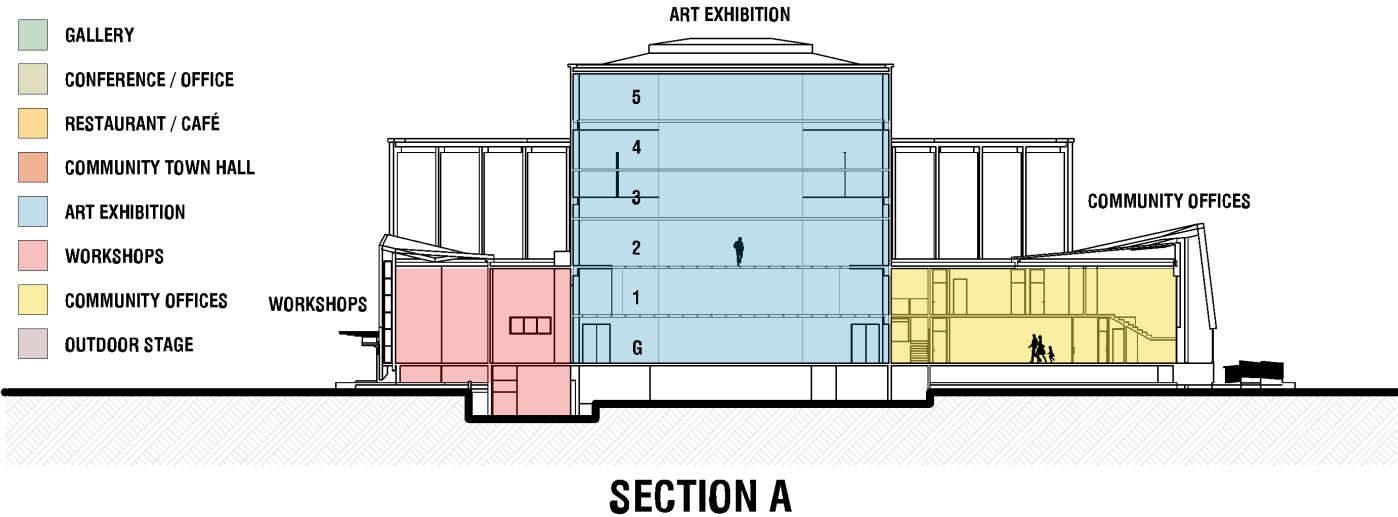 ART EXHIBITION
GALLERY
CONFERENCE / OFFICE
RESTAURANT / CAFÉ
COMMUNITY TOWN HALL
ART EXHIBITION
WORKSHOPS
COMMUNITY OFFICES
OUTDOOR STAGE
5
4
3
2
1
G
COMMUNITY OFFICES
WORKSHOPS
SECTION A